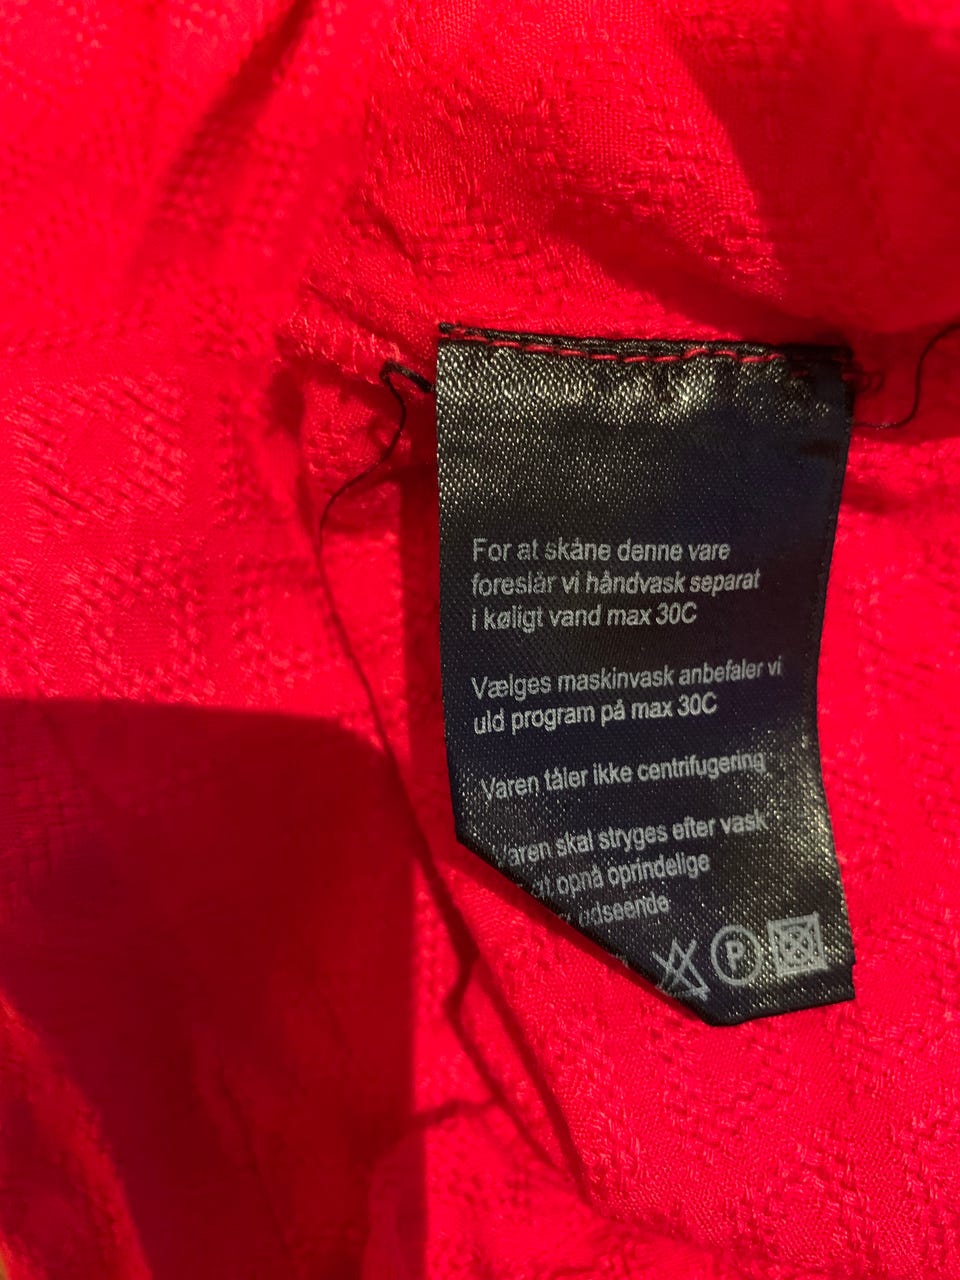 For at skåne denne vare
foreslår vi håndvask separat
i køligt vand max 30C
Vælges maskinvask anbefaler vi
uld program på max 30C
Varen tåler ikke centrifugering
skal stryges efter vask
opnå oprindelige
udseende
P